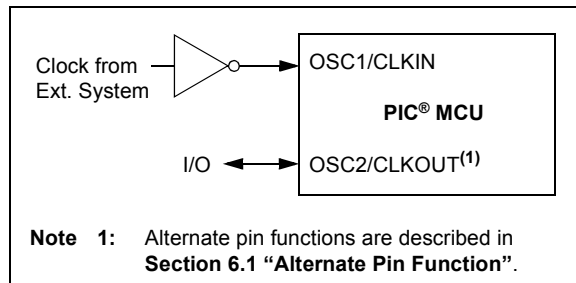 Clock from
Ext. System
OSC1/CLKIN
PIC® MCU
I/O
OSC2/CLKOUT(1)
Note 1: Alternate pin functions are described in
Section 6.1 “Alternate Pin Function”.